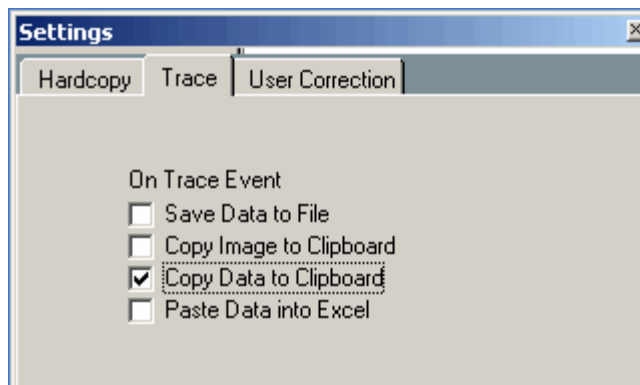 Settings
Hardcopy Trace User Correction
On Trace Event
Save Data to File
Copy Image to Clipboard
Copy Data to Clipboard
Paste Data into Excel